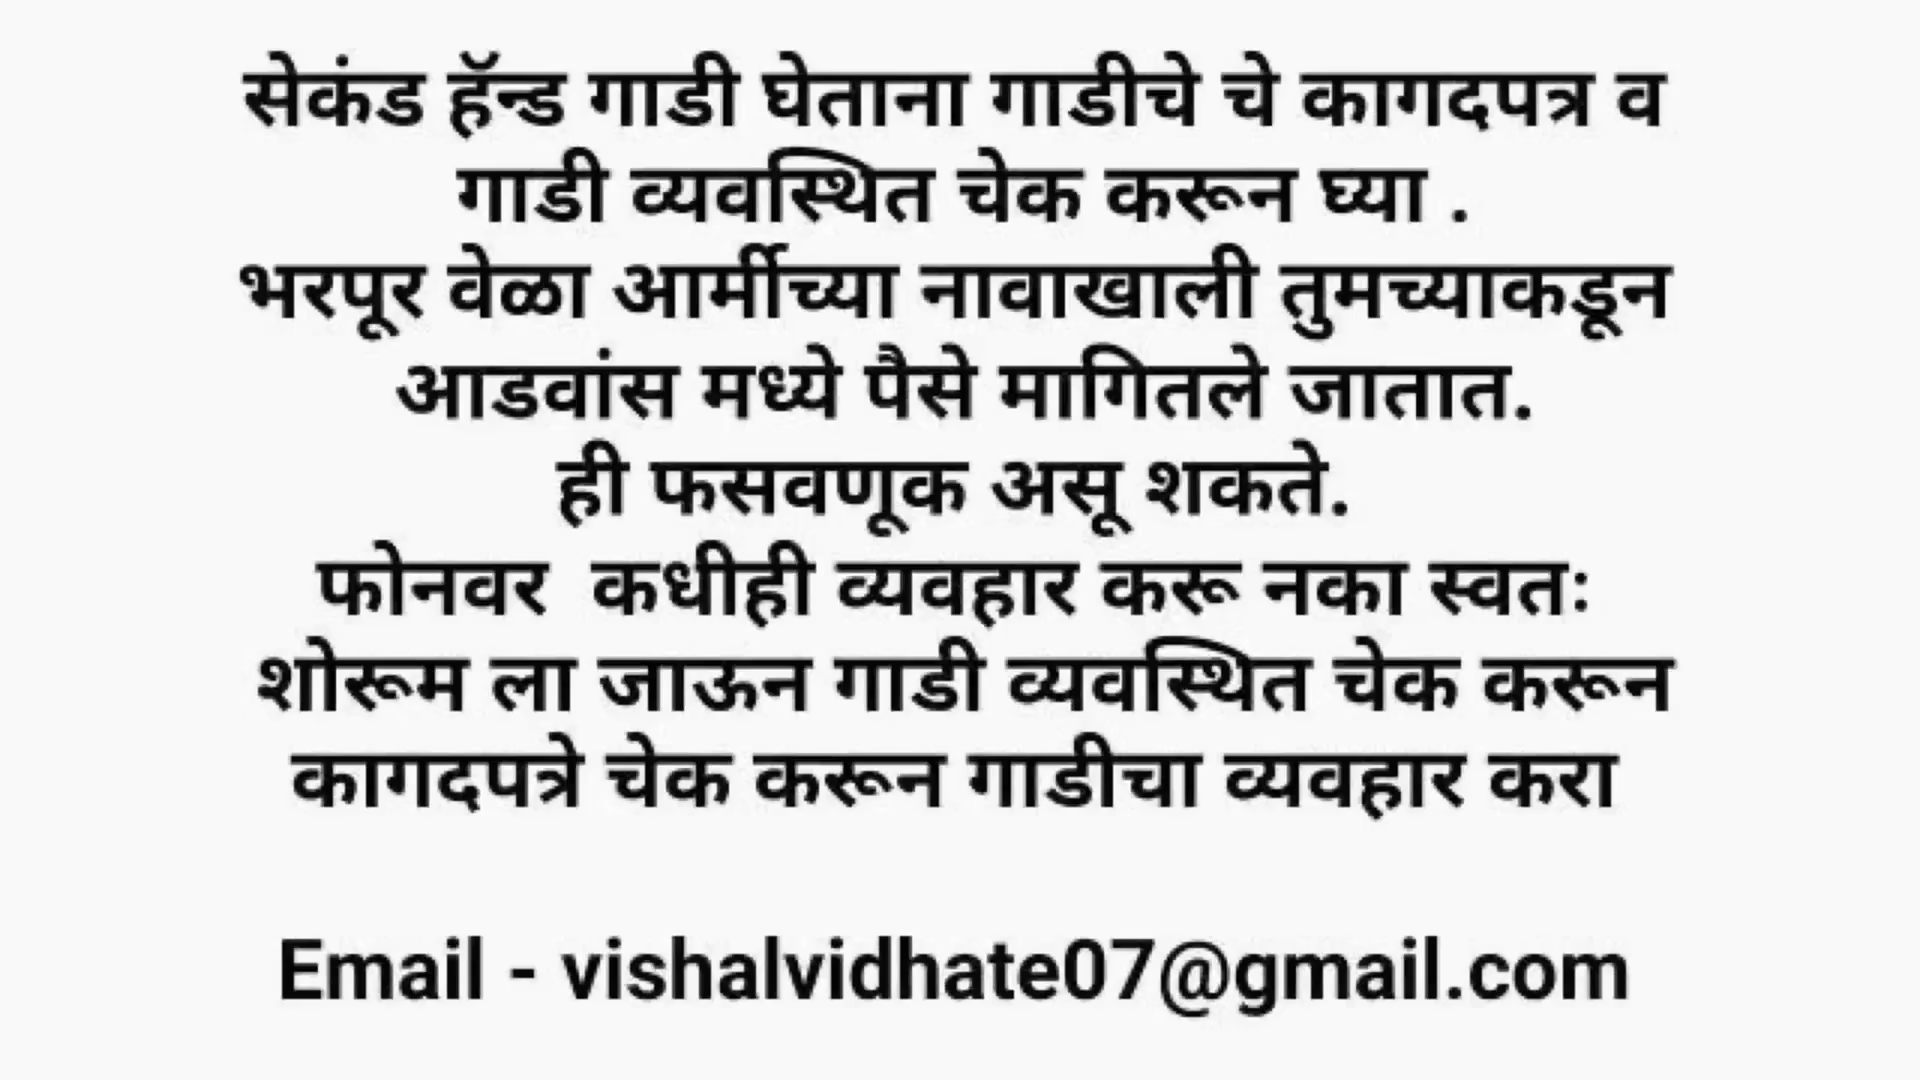 सेकंड हॅन्ड गाडी घेताना गाडीचे चे कागदपत्र व
गाडी व्यवस्थित चेक करून घ्या .
भरपूर वेळा आर्मीच्या नावाखाली तुमच्याकडून
आडवांस मध्ये पैसे मागितले जातात.
ही फसवणूक असू शकते.
फोनवर कधीही व्यवहार करू नका स्वतः
शोरूम ला जाऊन गाडी व्यवस्थित चेक करून
कागदपत्रे चेक करून गाडीचा व्यवहार करा
Email - vishalvidhate07@gmail.com